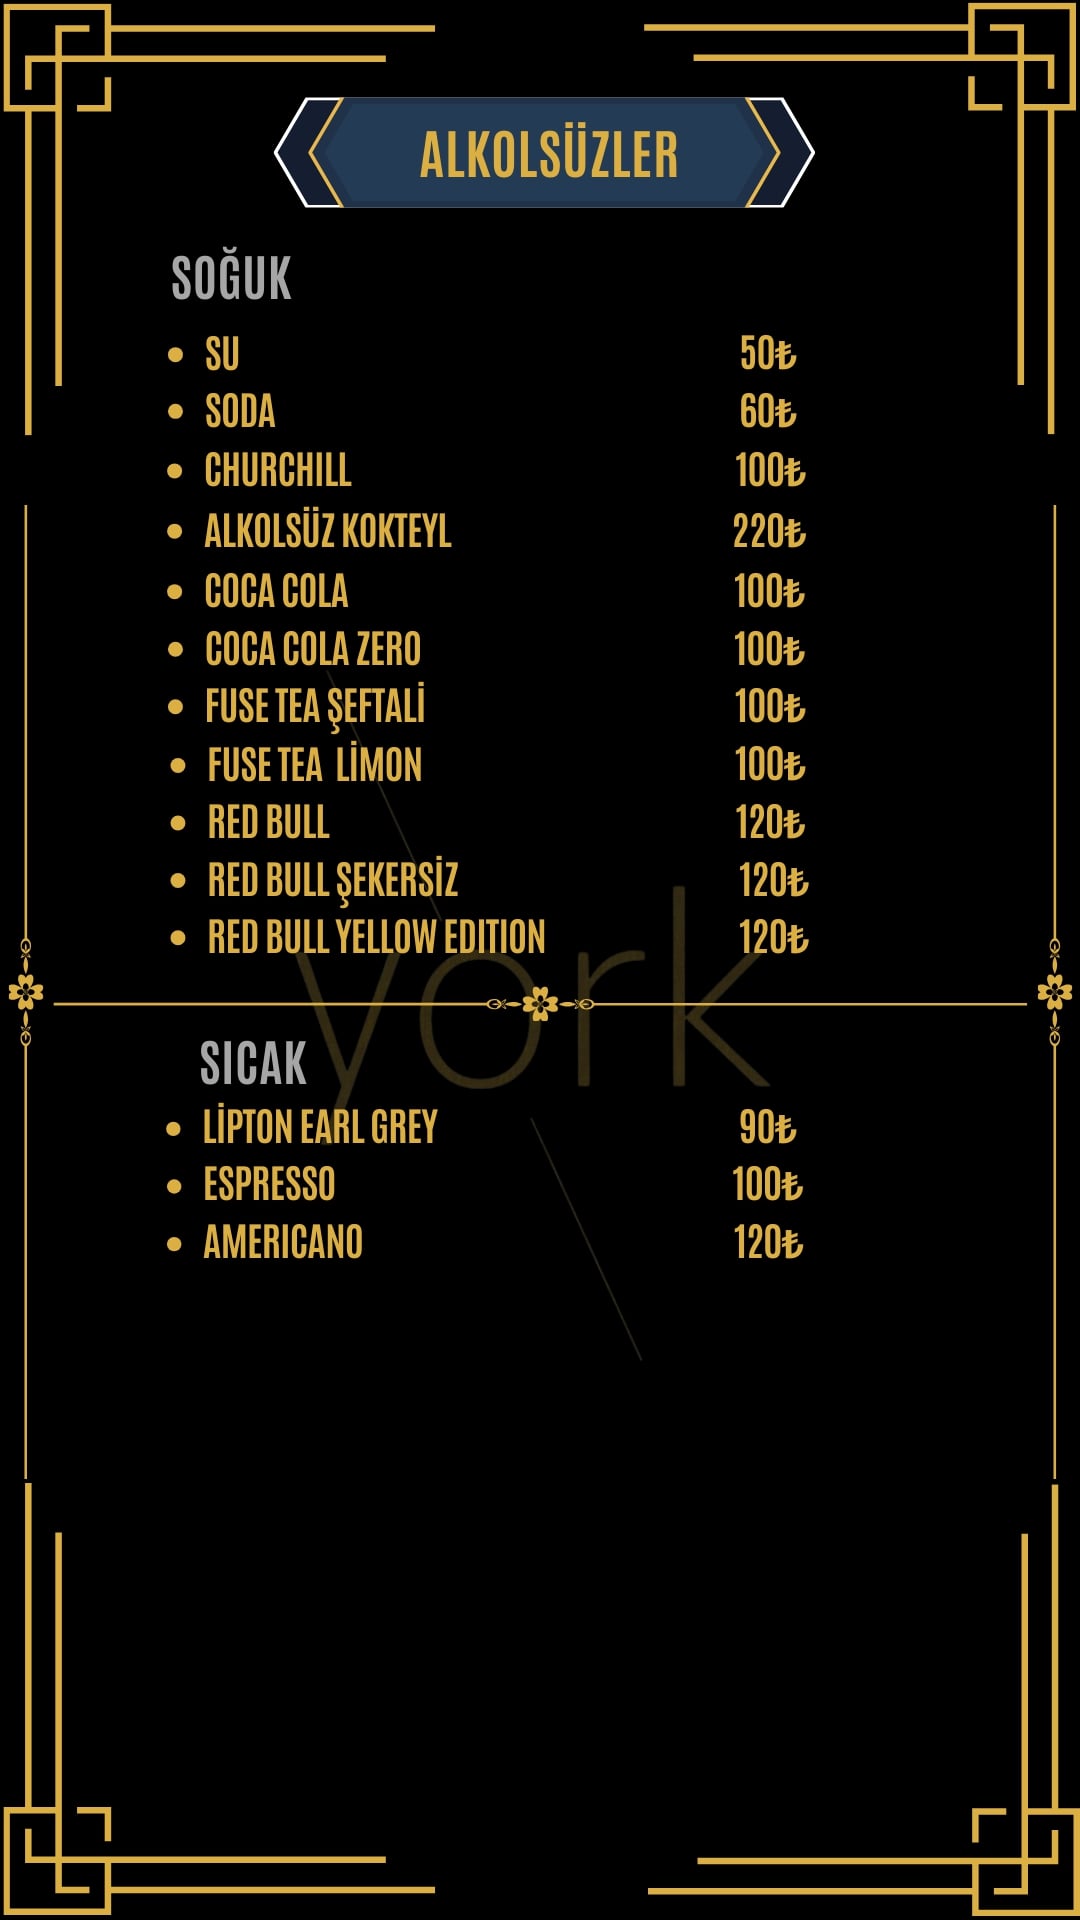 ALKOLSÜZLER
SOĞUK
• SU 50₺
• SODA 60₺
• CHURCHILL 100₺
• ALKOLSÜZ KOKTEYL 220₺
• COCA COLA 100₺
• COCA COLA ZERO 100₺
• FUSE TEA ŞEFTALİ 100₺
• FUSE TEA LİMON 100₺
• RED BULL 120₺
• RED BULL ŞEKERSİZ 120₺
• RED BULL YELLOW EDITION 120₺
york
SICAK
• LİPTON EARL GREY 90₺
• ESPRESSO 100₺
• AMERICANO 120₺